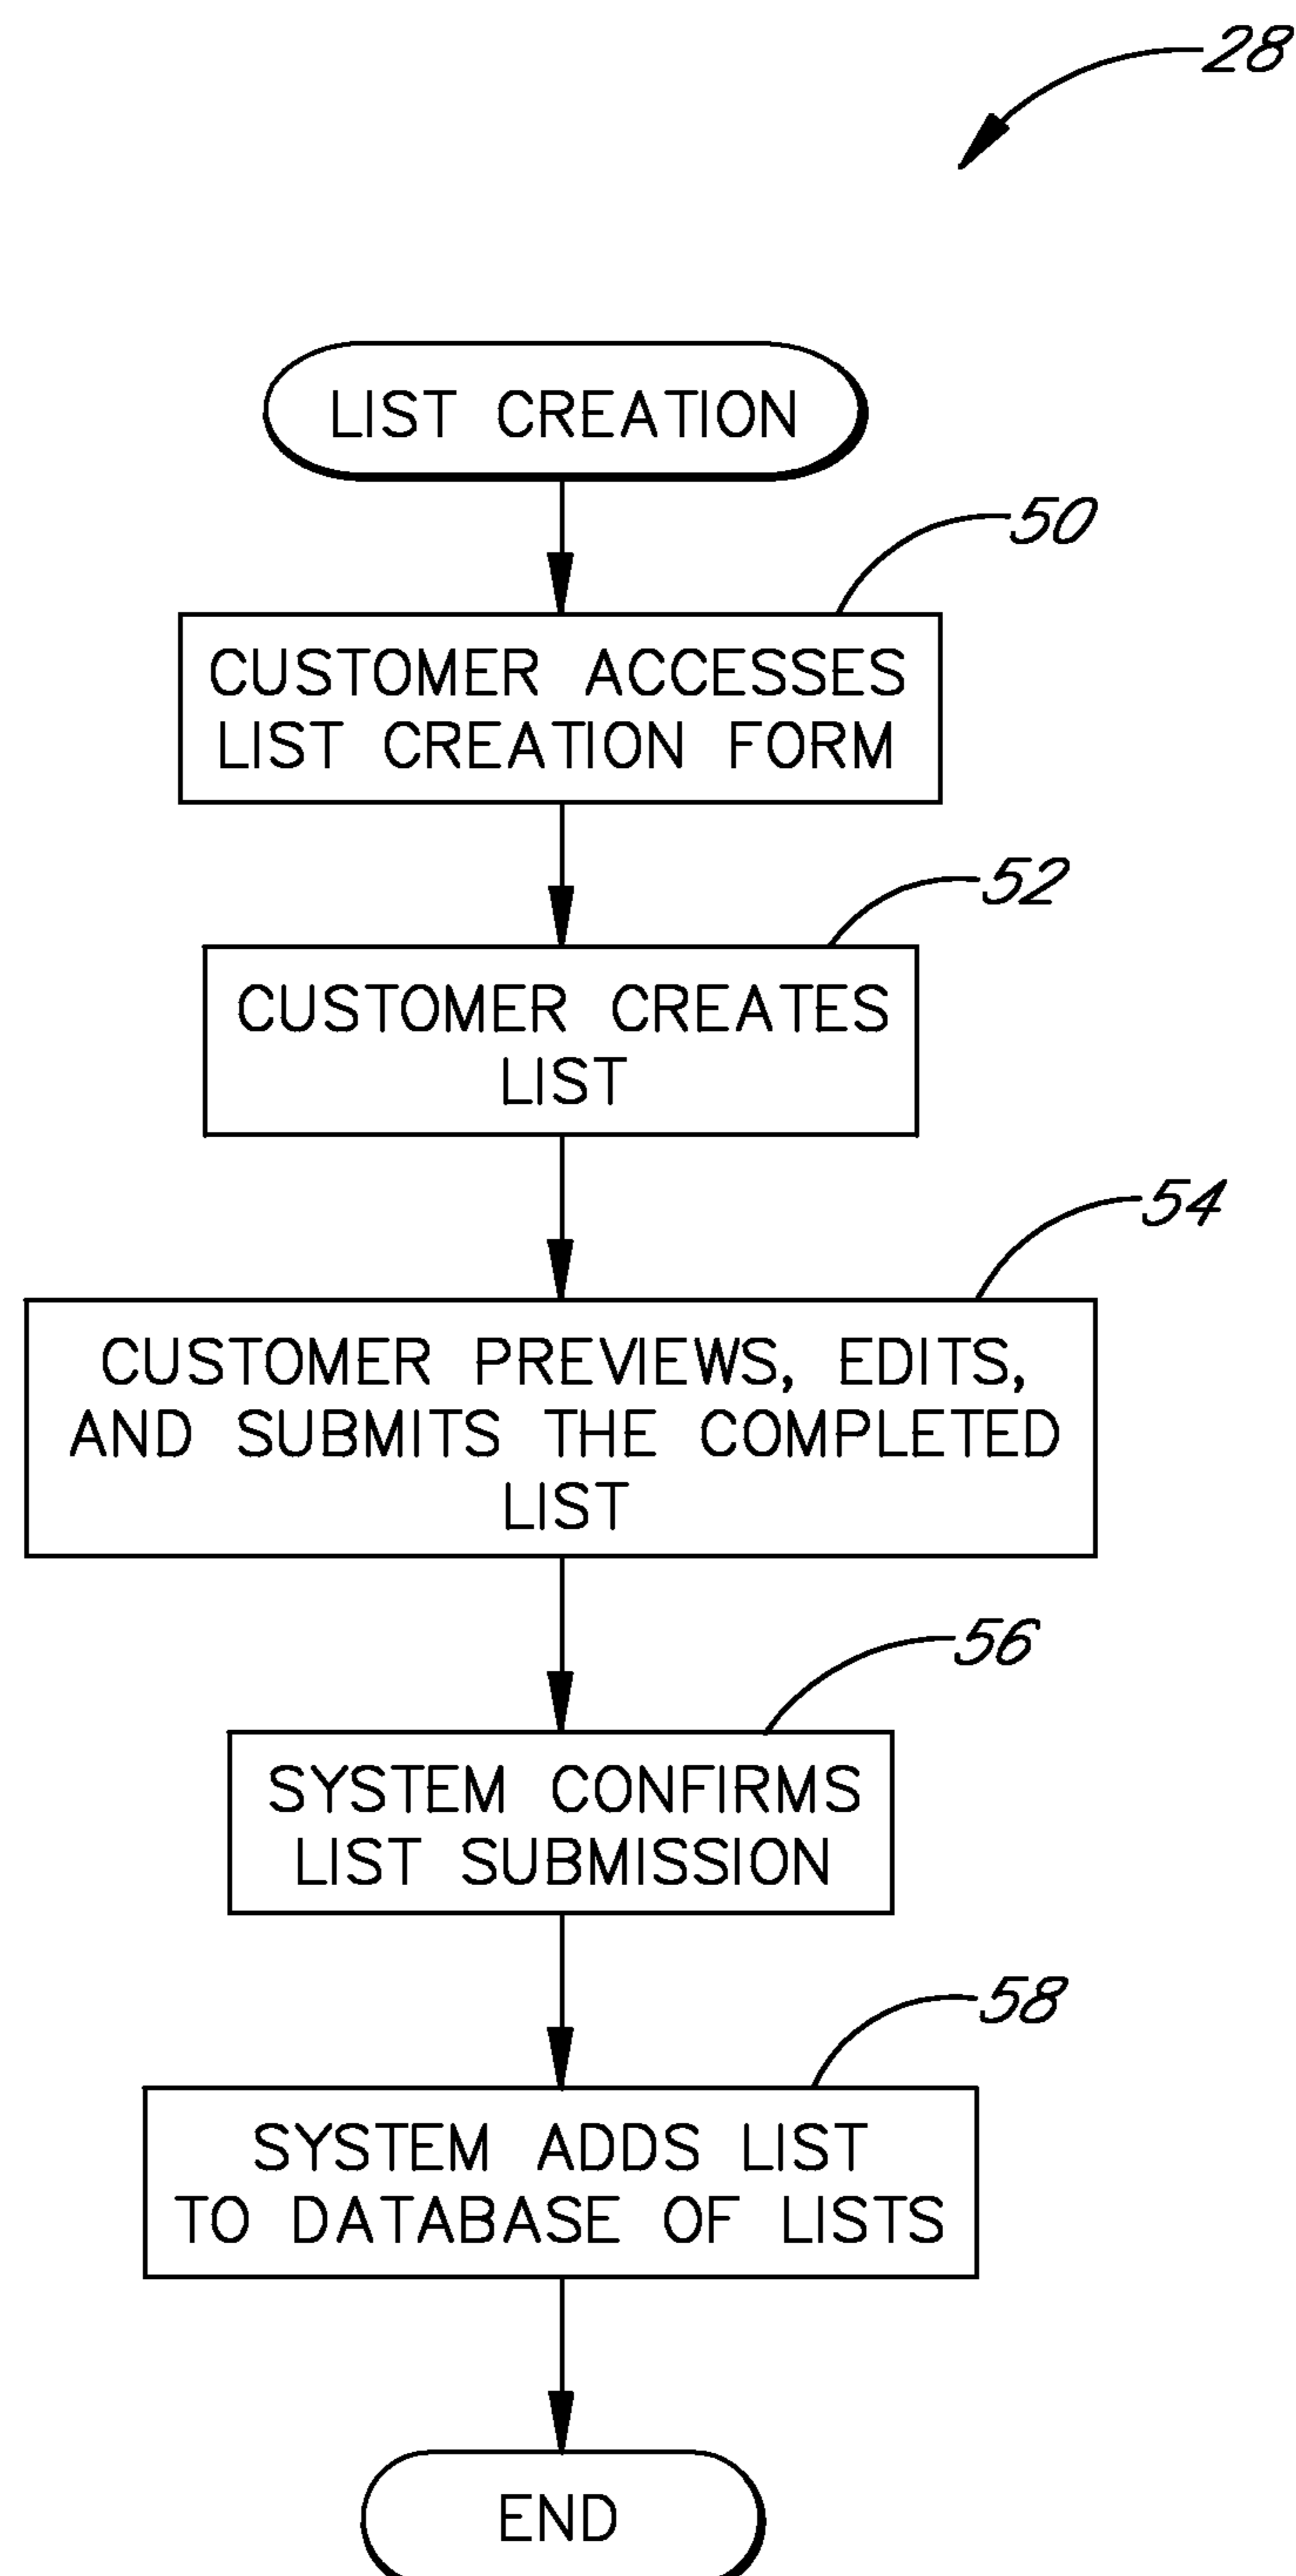 28
LIST CREATION
50
CUSTOMER ACCESSES
LIST CREATION FORM
52
CUSTOMER CREATES
LIST
54
CUSTOMER PREVIEWS, EDITS,
AND SUBMITS THE COMPLETED
LIST
56
SYSTEM CONFIRMS
LIST SUBMISSION
58
SYSTEM ADDS LIST
TO DATABASE OF LISTS
END